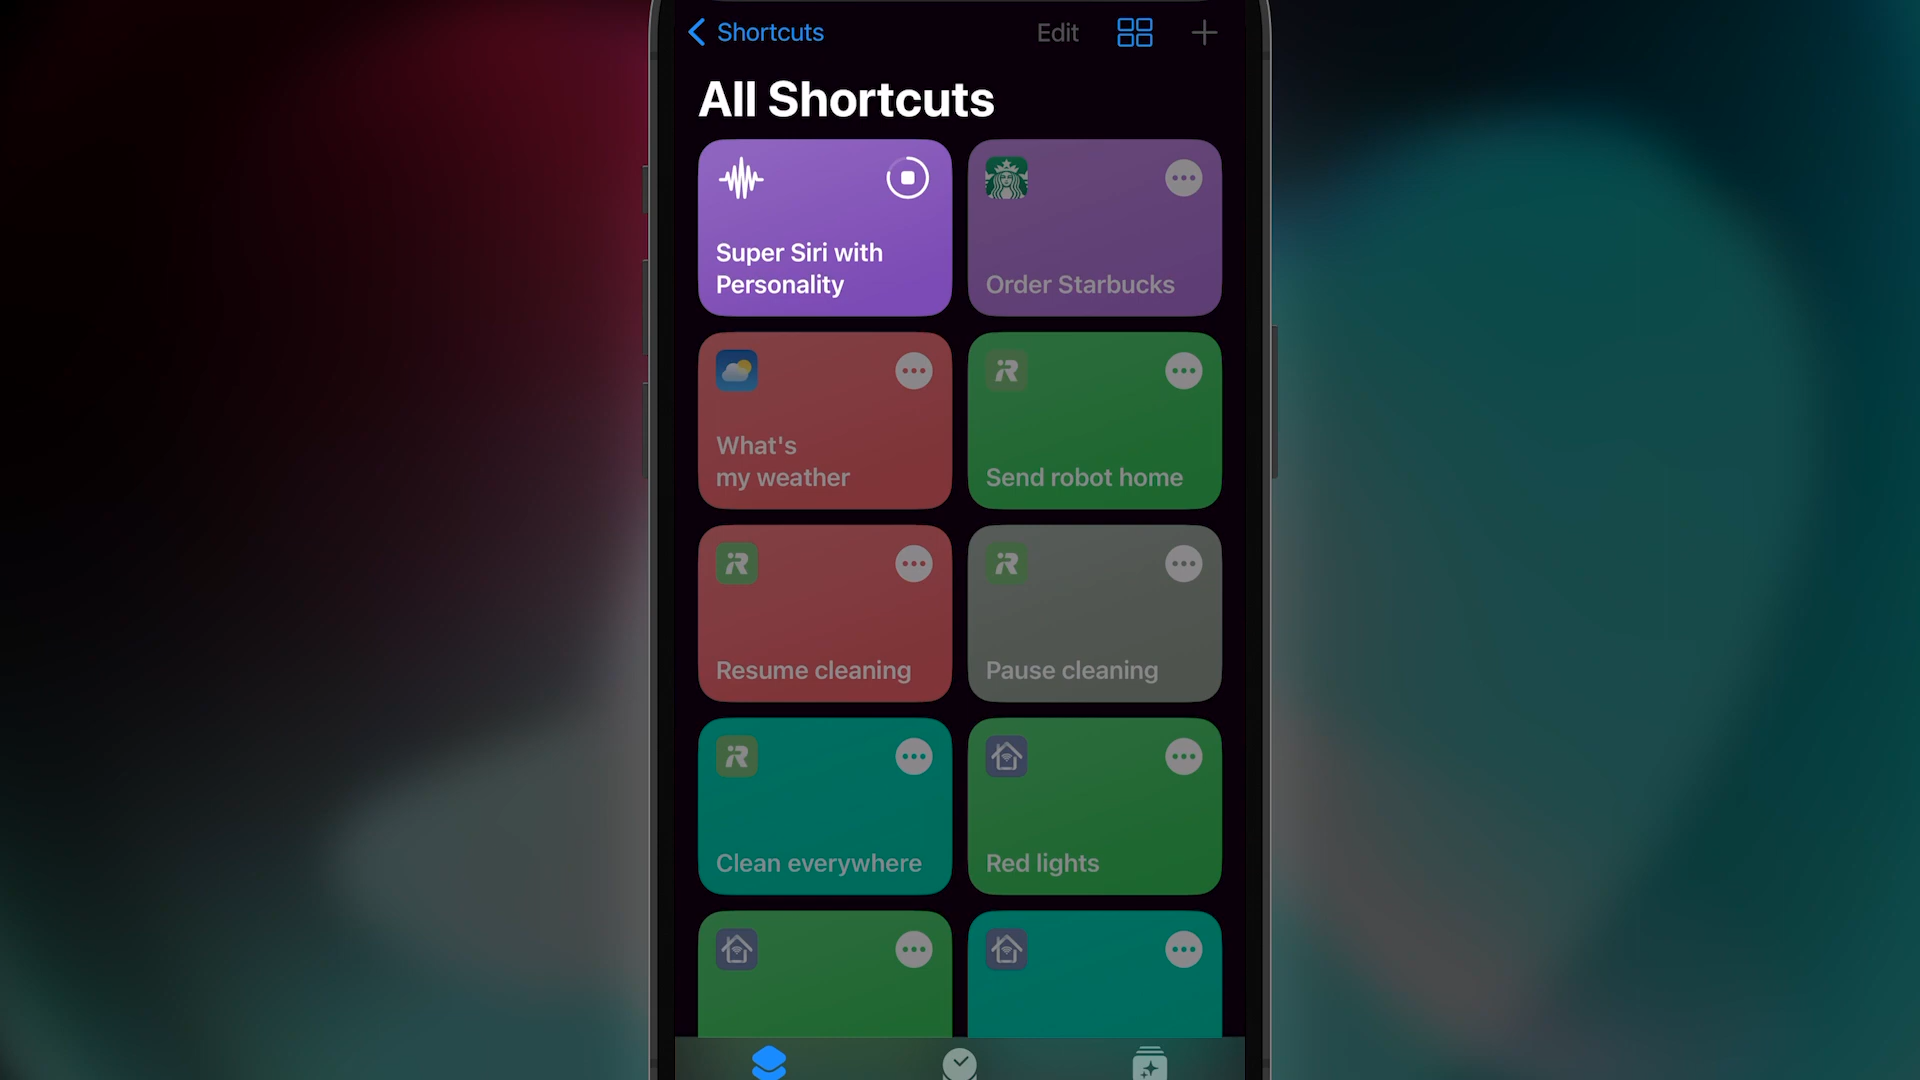 Shortcuts
Edit
All Shortcuts
Super Siri with
Personality
Order Starbucks
What's
my weather
Send robot home
Resume cleaning
Pause cleaning
Clean everywhere
Red lights